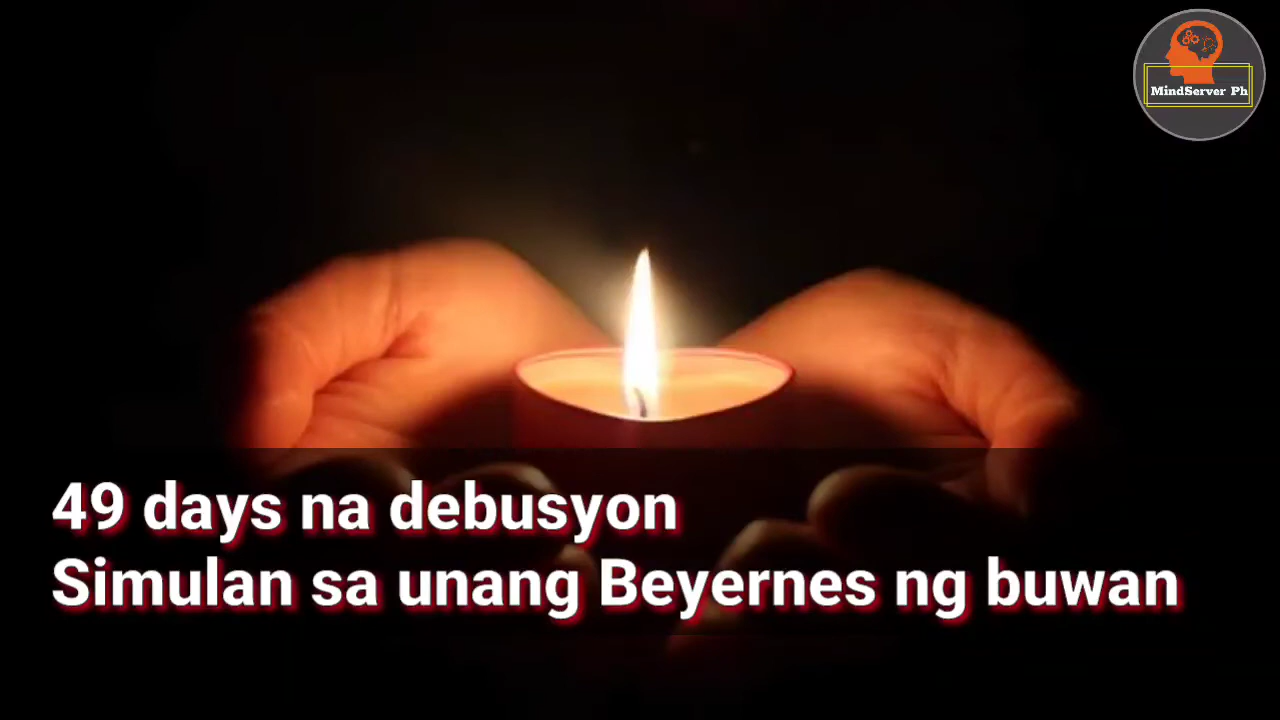 MindServer Ph
49 days na debusyon
Simulan sa unang Beyernes ng buwan